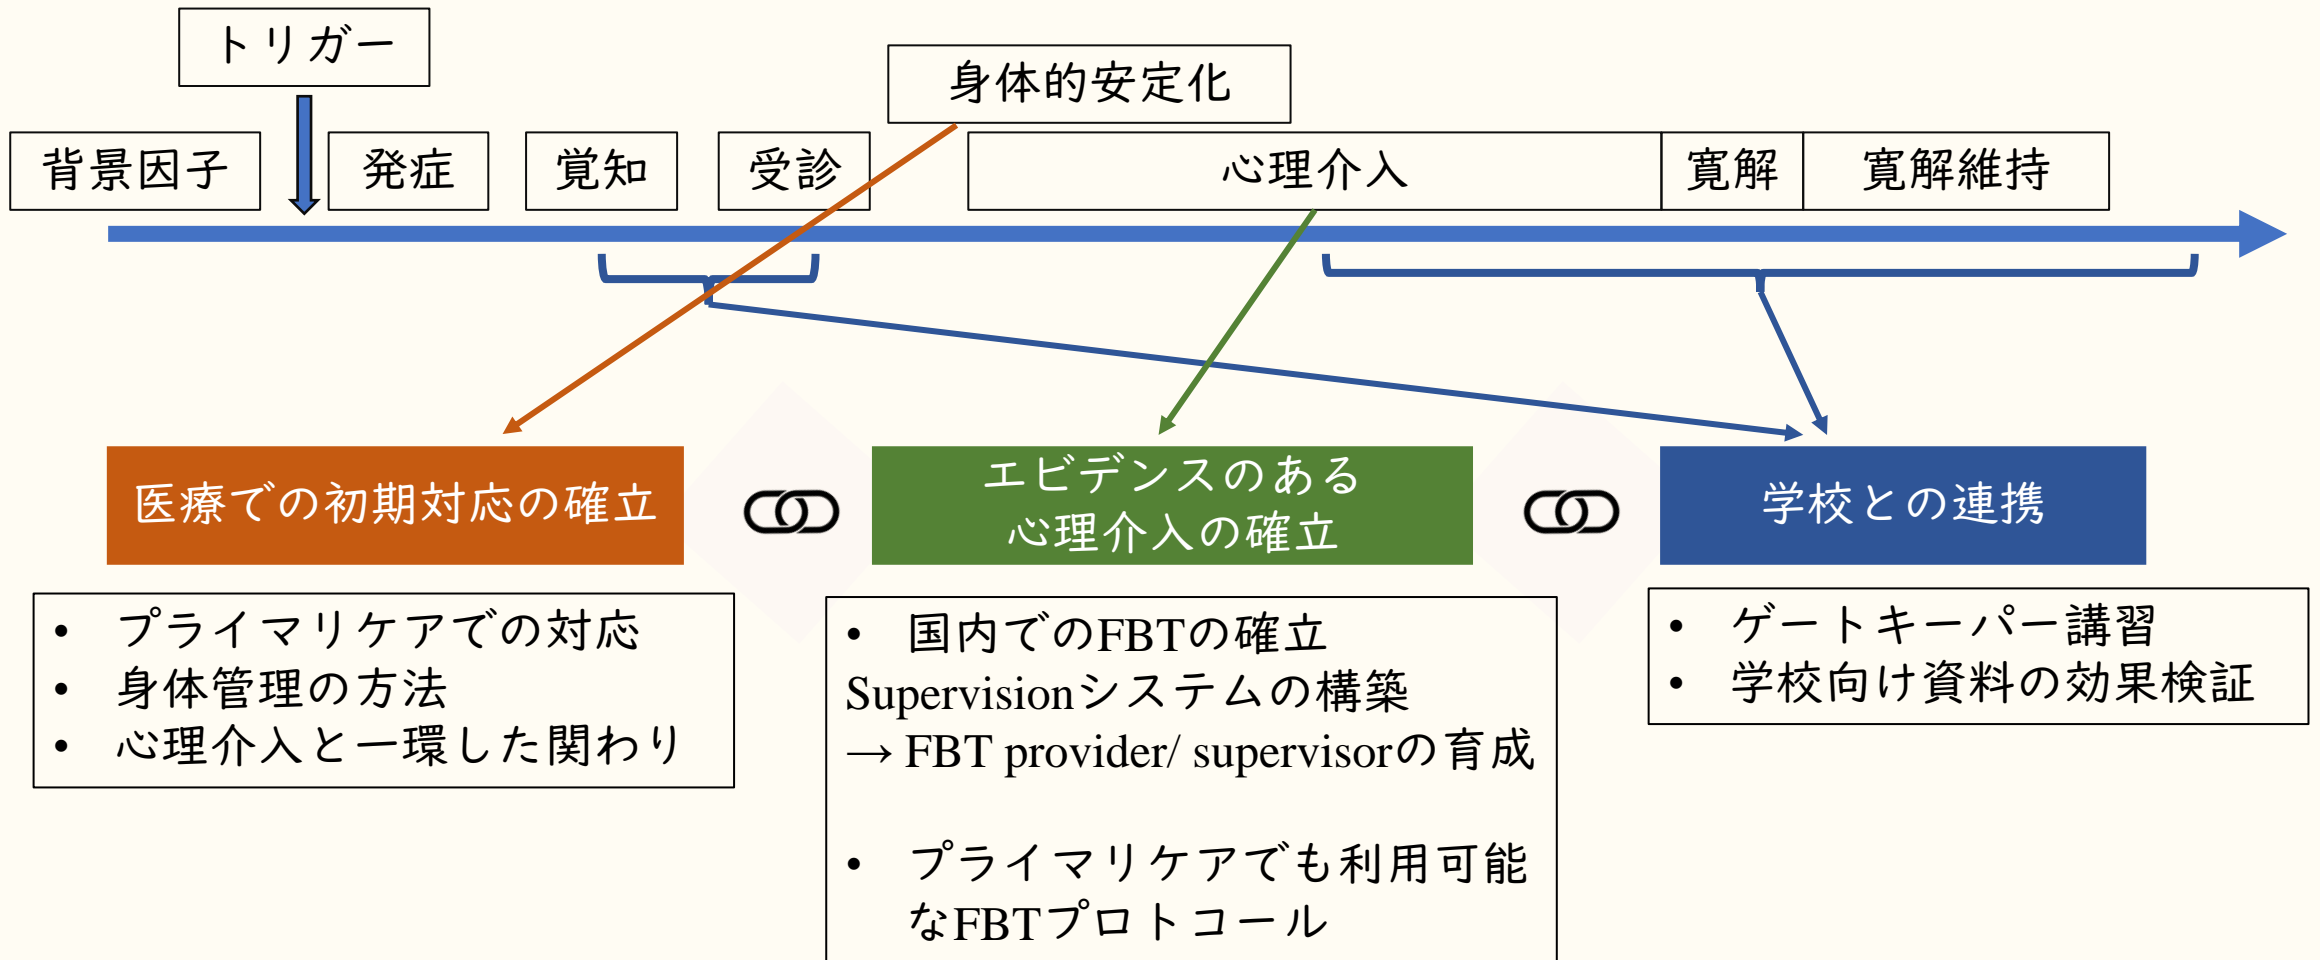 トリガー
身体的安定化
背景因子
発症
覚知
受診
心理介入
寛解
寛解維持
医療での初期対応の確立
エビデンスのある
心理介入の確立
学校との連携
• プライマリケアでの対応
• 身体管理の方法
• 心理介入と一環した関わり
• 国内でのFBTの確立
Supervisionシステムの構築
→ FBT provider/ supervisorの育成
• プライマリケアでも利用可能
なFBTプロトコール
• ゲートキーパー講習
• 学校向け資料の効果検証